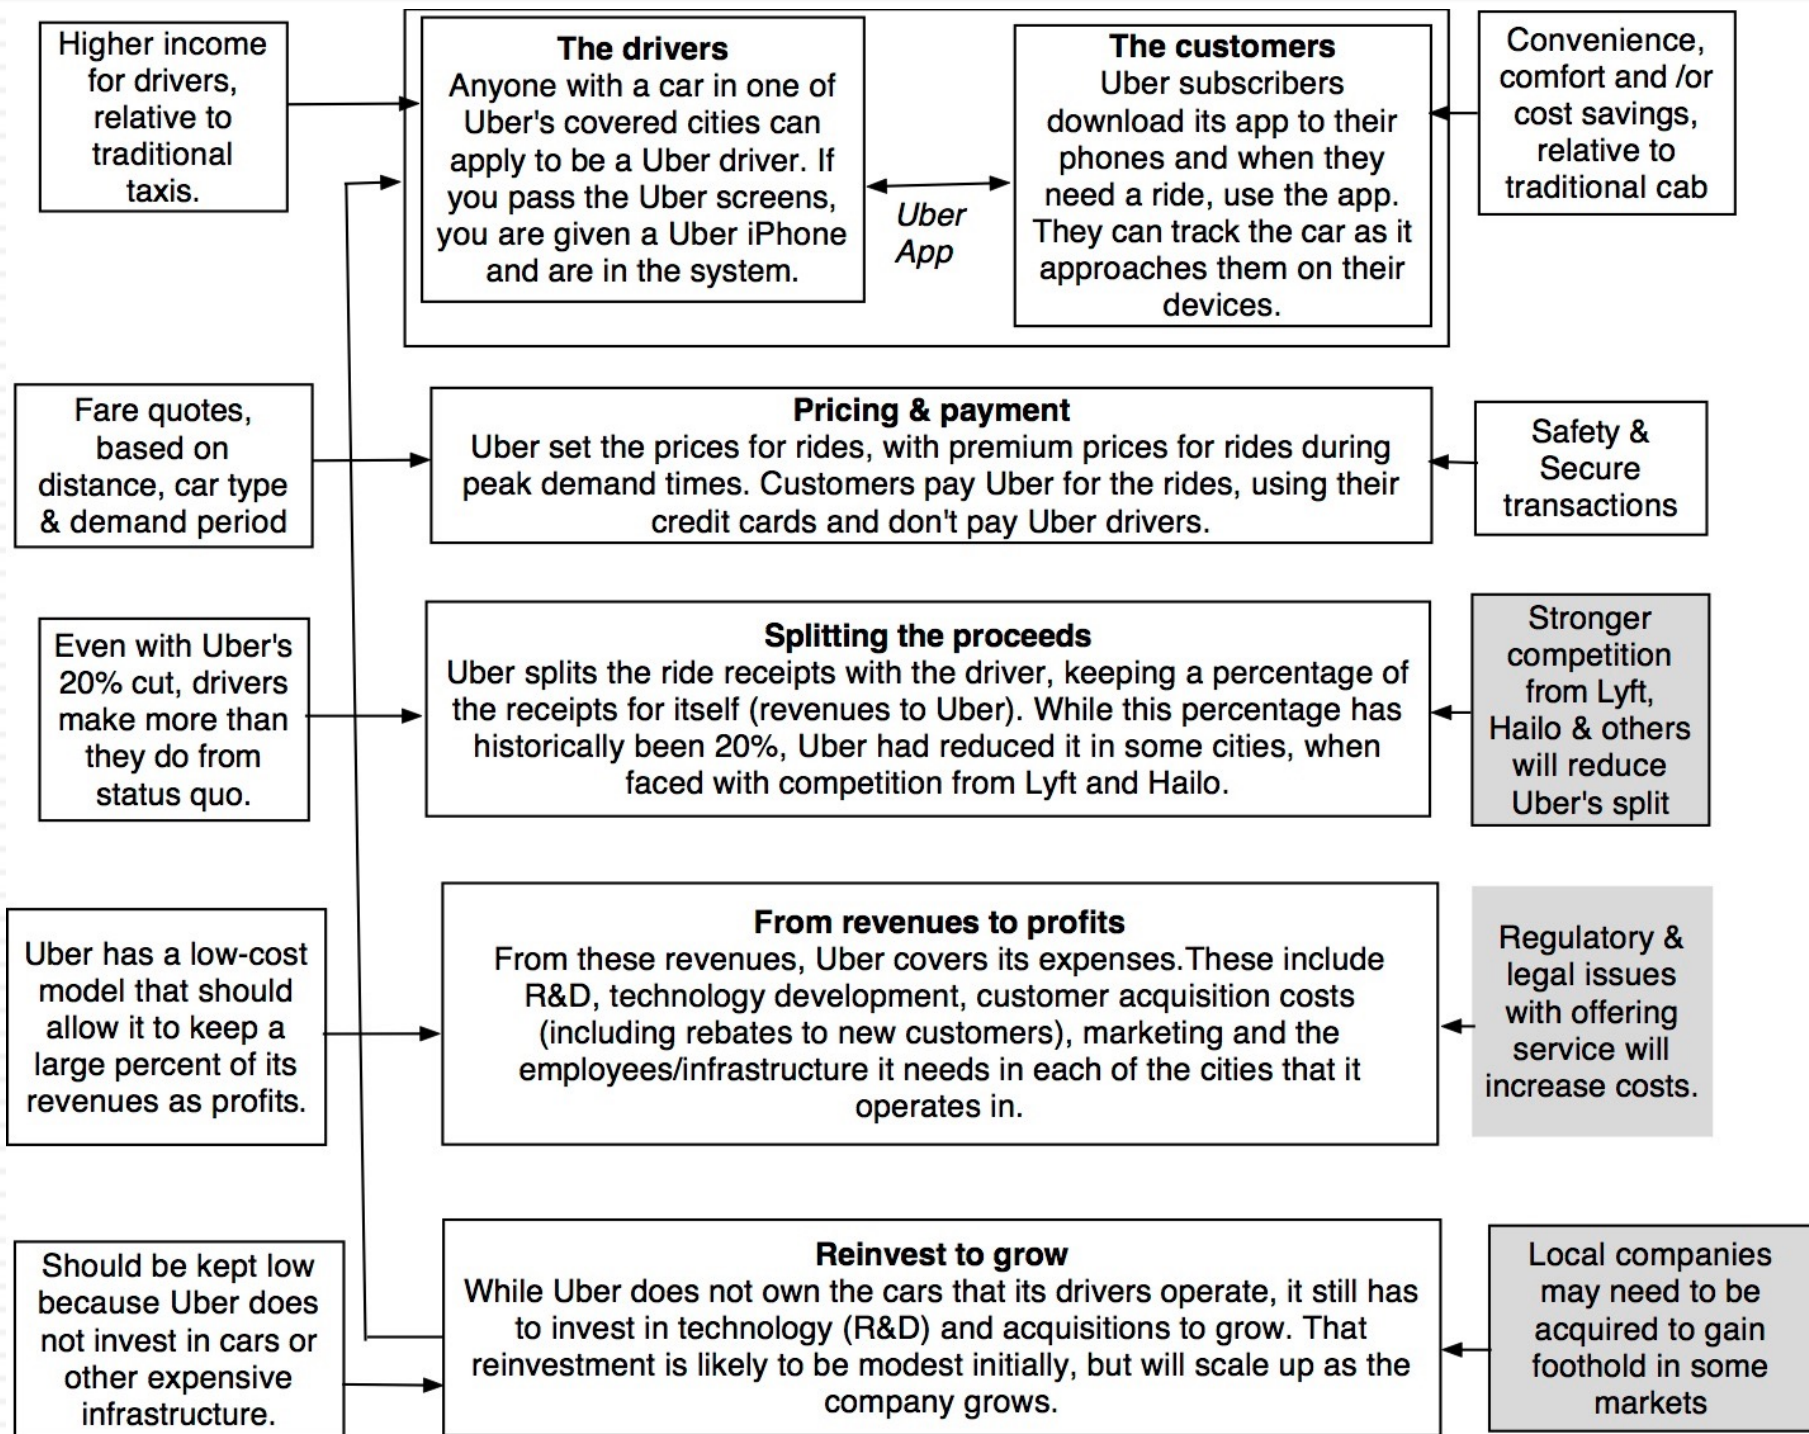 Higher income
for drivers,
relative to
traditional
taxis.
The drivers
Anyone with a car in one of
Uber's covered cities can
apply to be a Uber driver. If
you pass the Uber screens,
you are given a Uber iPhone
and are in the system.
Uber
App
The customers
Uber subscribers
download its app to their
phones and when they
need a ride, use the app.
They can track the car as it
approaches them on their
devices.
Convenience,
comfort and /or
cost savings,
relative to
traditional cab
Fare quotes,
based on
distance, car type
& demand period
Pricing & payment
Uber set the prices for rides, with premium prices for rides during
peak demand times. Customers pay Uber for the rides, using their
credit cards and don't pay Uber drivers.
Safety &
Secure
transactions
Even with Uber's
20% cut, drivers
make more than
they do from
status quo.
Splitting the proceeds
Uber splits the ride receipts with the driver, keeping a percentage of
the receipts for itself (revenues to Uber). While this percentage has
historically been 20%, Uber had reduced it in some cities, when
faced with competition from Lyft and Hailo.
Stronger
competition
from Lyft,
Hailo & others
will reduce
Uber's split
Uber has a low-cost
model that should
allow it to keep a
large percent of its
revenues as profits.
From revenues to profits
From these revenues, Uber covers its expenses.These include
R&D, technology development, customer acquisition costs
(including rebates to new customers), marketing and the
employees/infrastructure it needs in each of the cities that it
operates in.
Regulatory &
legal issues
with offering
service will
increase costs.
Should be kept low
because Uber does
not invest in cars or
other expensive
infrastructure.
Reinvest to grow
While Uber does not own the cars that its drivers operate, it still has
to invest in technology (R&D) and acquisitions to grow. That
reinvestment is likely to be modest initially, but will scale up as the
company grows.
Local companies
may need to be
acquired to gain
foothold in some
markets